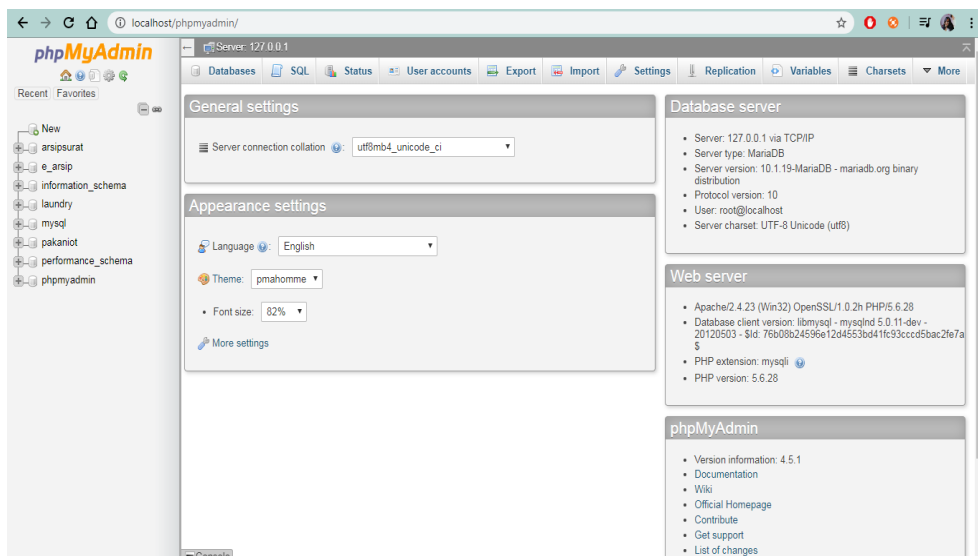 localhost/phpmyadmin/
phpMyAdmin
Recent Favorites
New
arsipsurat
e_arsip
information_schema
laundry
mysql
pakaniot
performance_schema
phpmyadmin
Server: 127.0.0.1
Databases SQL Status User accounts Export Import Settings Replication Variables Charsets More
General settings
Server connection collation : utf8mb4_unicode_ci
Appearance settings
Language : English
Theme: pmahomme
Font size: 82%
More settings
Database server
Server: 127.0.0.1 via TCP/IP
Server type: MariaDB
Server version: 10.1.19-MariaDB - mariadb.org binary
distribution
Protocol version: 10
User: root@localhost
Server charset: UTF-8 Unicode (utf8)
Web server
Apache/2.4.23 (Win32) OpenSSL/1.0.2h PHP/5.6.28
Database client version: libmysql - mysqlnd 5.0.11-dev -
20120503 - $Id: 76b08b24596e12d4553bd41fc93cccd5bac2fe7a
$
PHP extension: mysqli
PHP version: 5.6.28
phpMyAdmin
Version information: 4.5.1
Documentation
Wiki
Official Homepage
Contribute
Get support
List of changes
Console